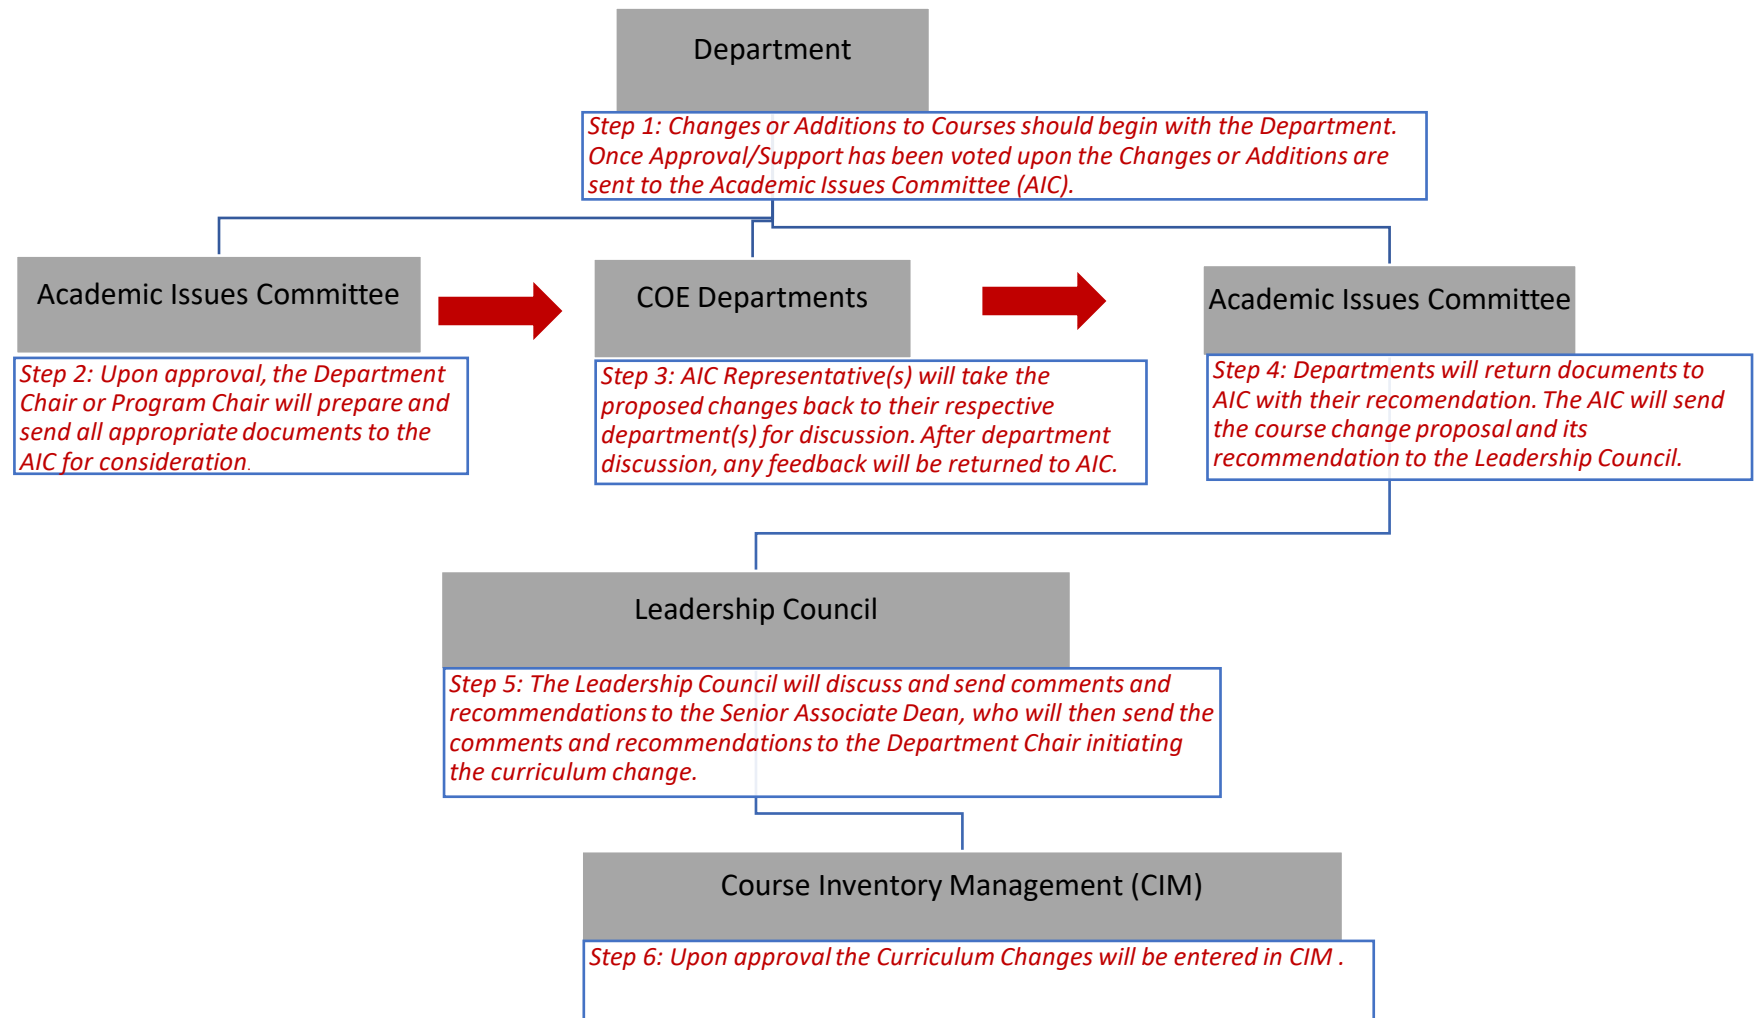 Department
Step 1: Changes or Additions to Courses should begin with the Department.
Once Approval/Support has been voted upon the Changes or Additions are
sent to the Academic Issues Committee (AIC).
Academic Issues Committee
Step 2: Upon approval, the Department
Chair or Program Chair will prepare and
send all appropriate documents to the
AIC for consideration.
COE Departments
Step 3: AIC Representative(s) will take the
proposed changes back to their respective
department(s) for discussion. After department
discussion, any feedback will be returned to AIC.
Academic Issues Committee
Step 4: Departments will return documents to
AIC with their recomendation. The AIC will send
the course change proposal and its
recommendation to the Leadership Council.
Leadership Council
Step 5: The Leadership Council will discuss and send comments and
recommendations to the Senior Associate Dean, who will then send the
comments and recommendations to the Department Chair initiating
the curriculum change.
Course Inventory Management (CIM)
Step 6: Upon approval the Curriculum Changes will be entered in CIM .